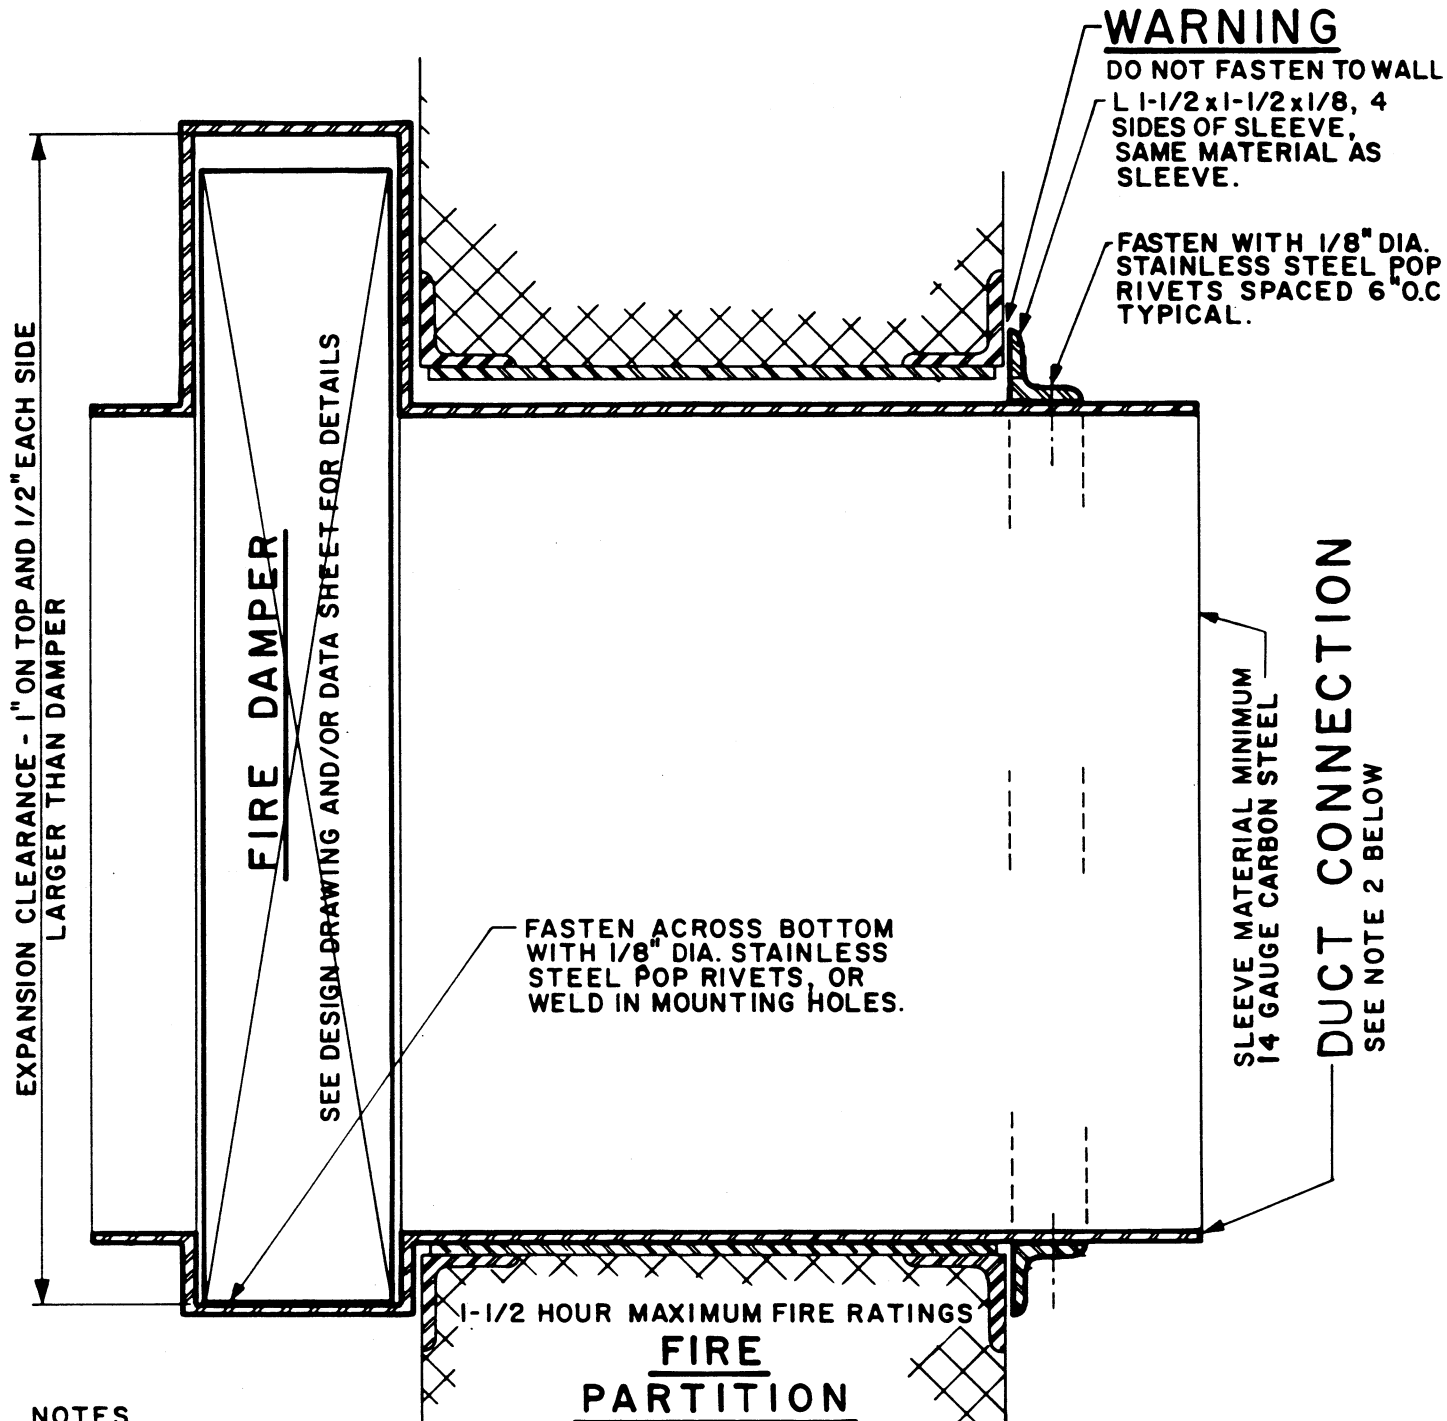 WARNING
DO NOT FASTEN TO WALL
L 1-1/2 x 1-1/2 x 1/8, 4
SIDES OF SLEEVE,
SAME MATERIAL AS
SLEEVE.
FASTEN WITH 1/8" DIA.
STAINLESS STEEL POP
RIVETS SPACED 6" O.C
TYPICAL.
EXPANSION CLEARANCE - 1" ON TOP AND 1/2" EACH SIDE
LARGER THAN DAMPER
FIRE DAMPER
SEE DESIGN DRAWING AND/OR DATA SHEET FOR DETAILS
FASTEN ACROSS BOTTOM
WITH 1/8" DIA. STAINLESS
STEEL POP RIVETS, OR
WELD IN MOUNTING HOLES.
SLEEVE MATERIAL MINIMUM
14 GAUGE CARBON STEEL
DUCT CONNECTION
SEE NOTE 2 BELOW
1-1/2 HOUR MAXIMUM FIRE RATINGS
FIRE
PARTITION
NOTES